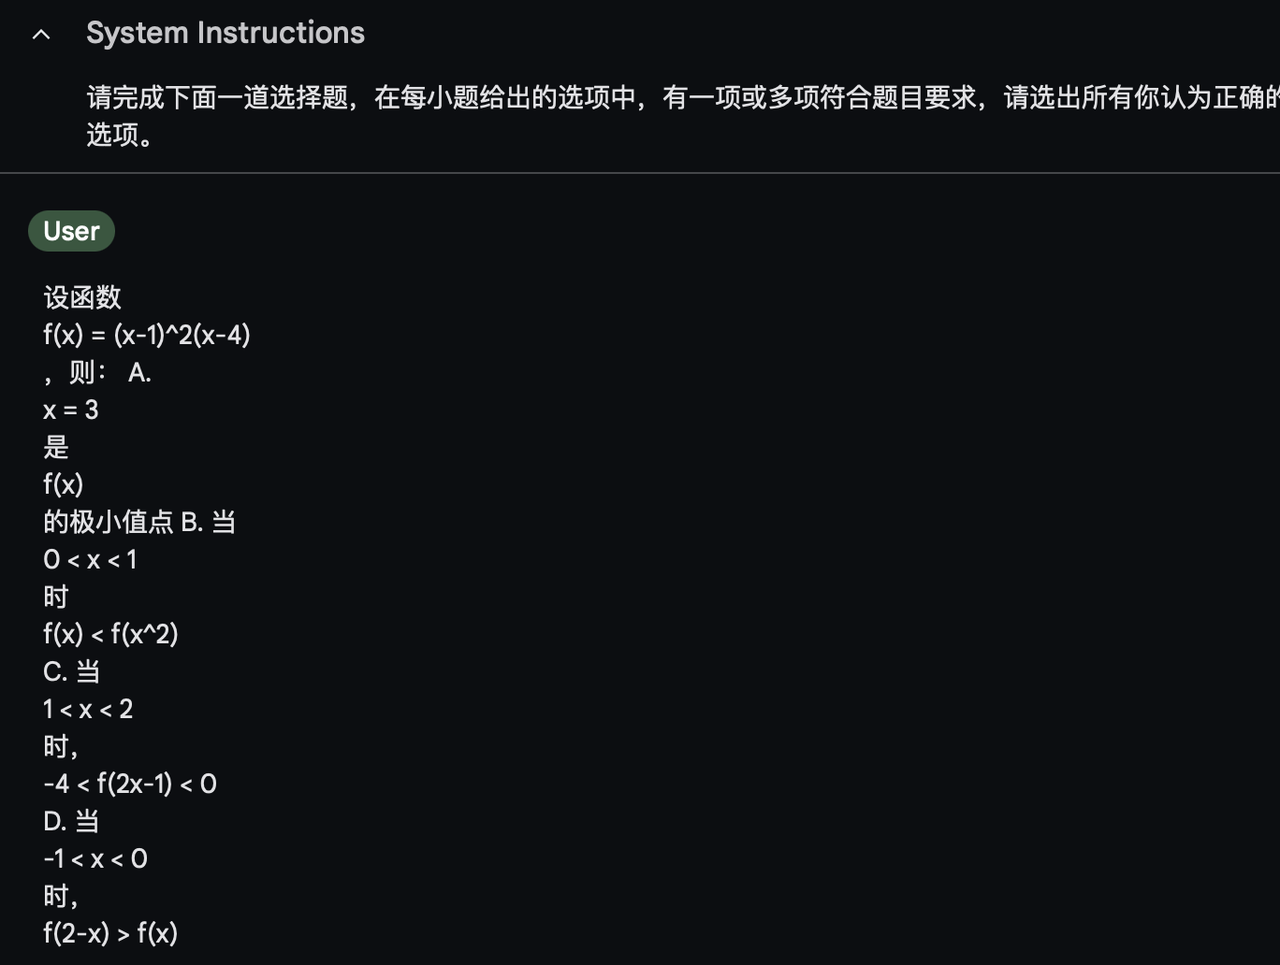 System Instructions
请完成下面一道选择题，在每小题给出的选项中，有一项或多项符合题目要求，请选出所有你认为正确的
选项。
User
设函数
f(x) = (x-1)^2(x-4)
，则： A.
x = 3
是
f(x)
的极小值点 B. 当
0 < x < 1
时
f(x) < f(x^2)
C. 当
1 < x < 2
时，
-4 < f(2x-1) < 0
D. 当
-1 < x < 0
时，
f(2-x) > f(x)